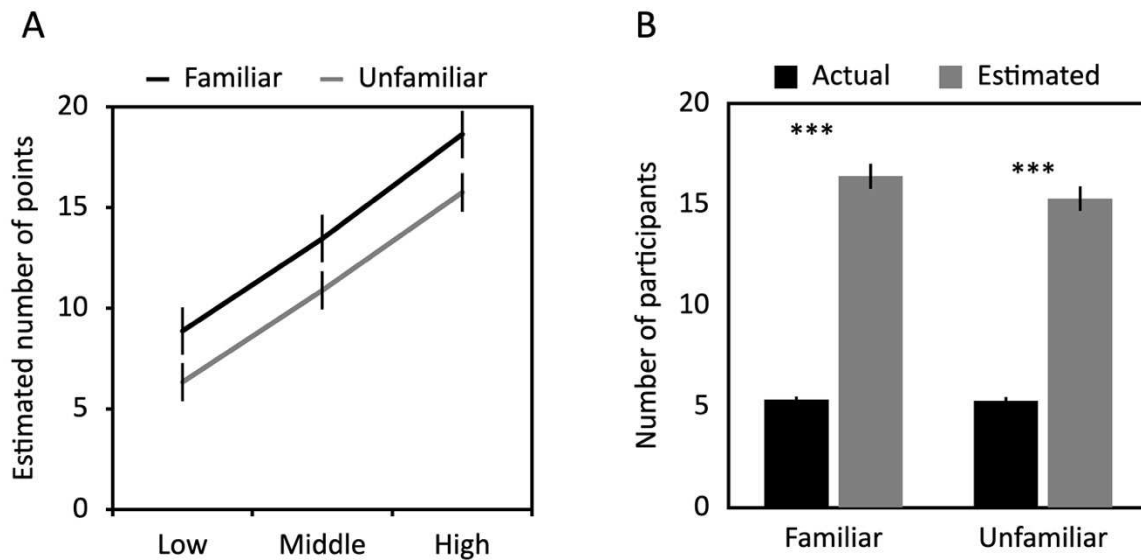 A
Familiar Unfamiliar
Estimated number of points
20
15
10
5
0
Low Middle High
B
Actual Estimated
Number of participants
20
15
10
5
0
***
***
Familiar Unfamiliar